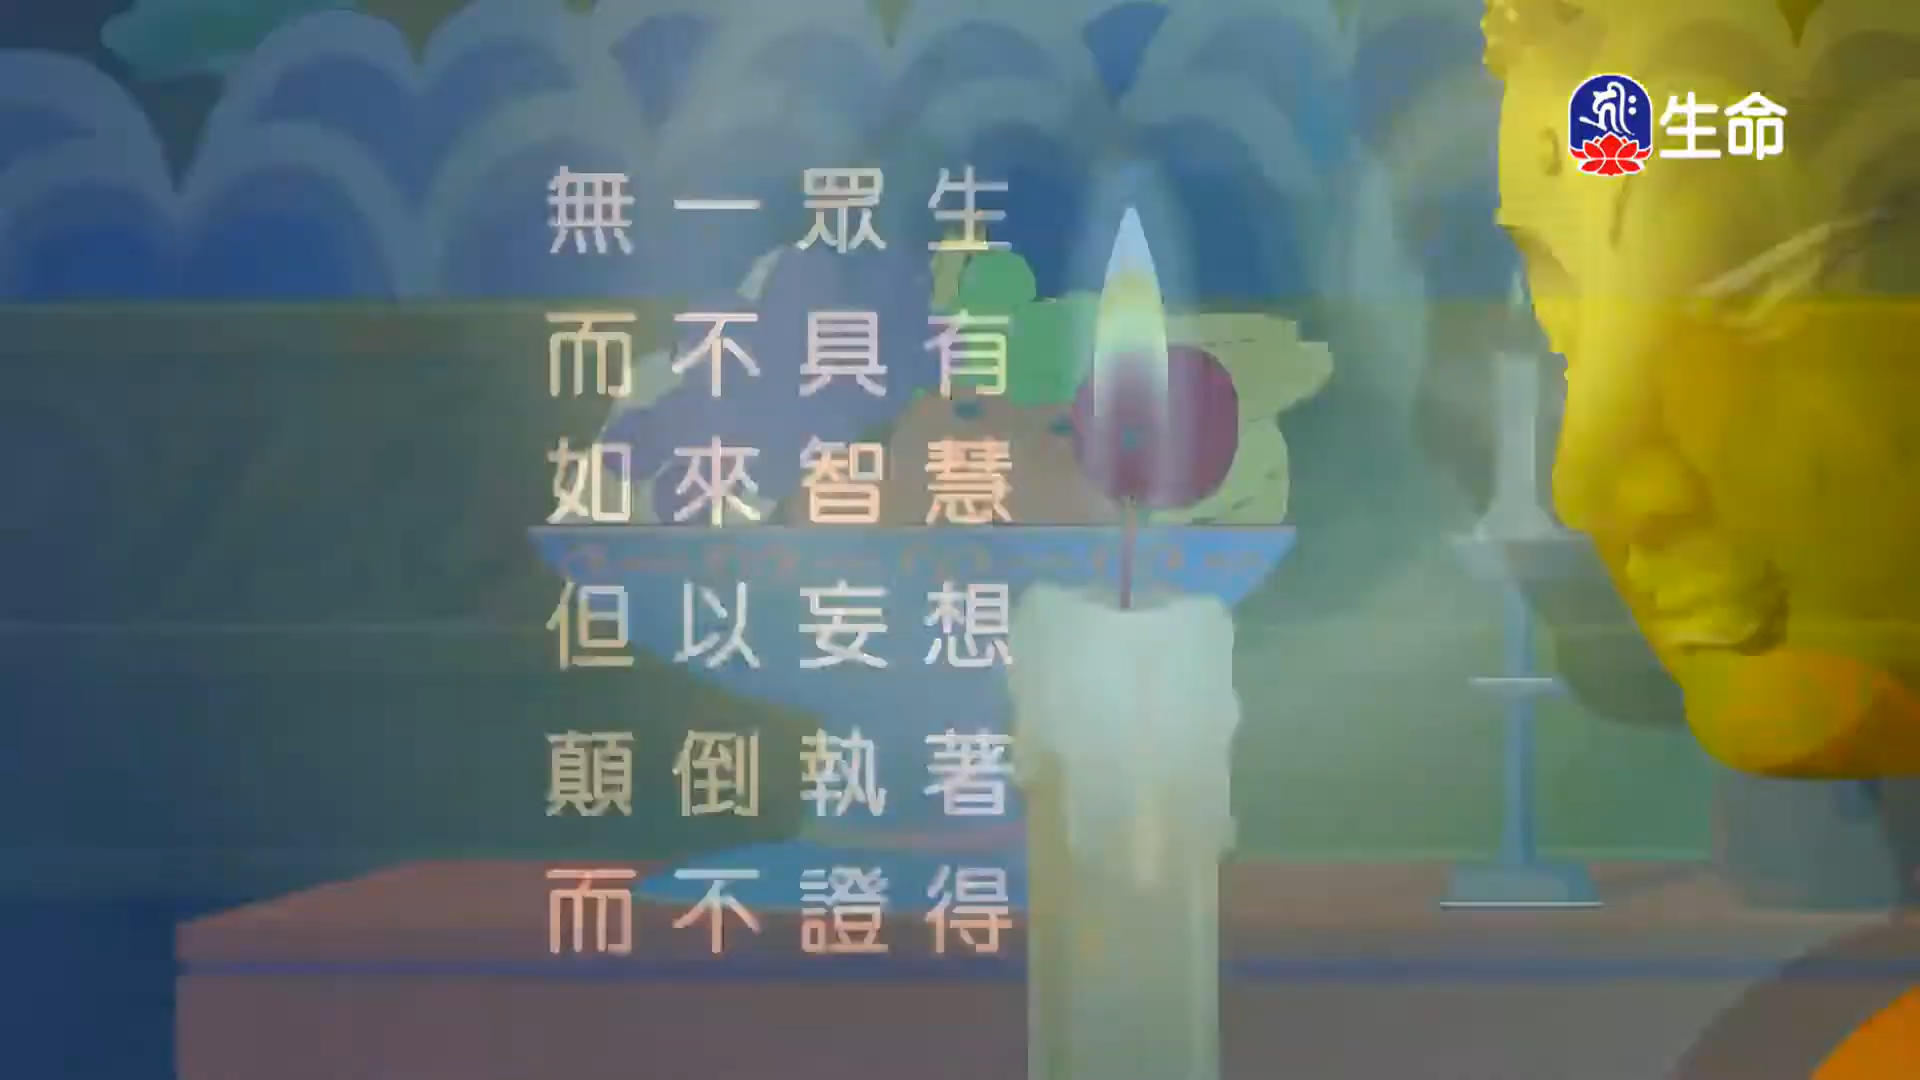 生命
無一眾生
而不具有
如來智慧
但以妄想
顛倒執著
而不證得